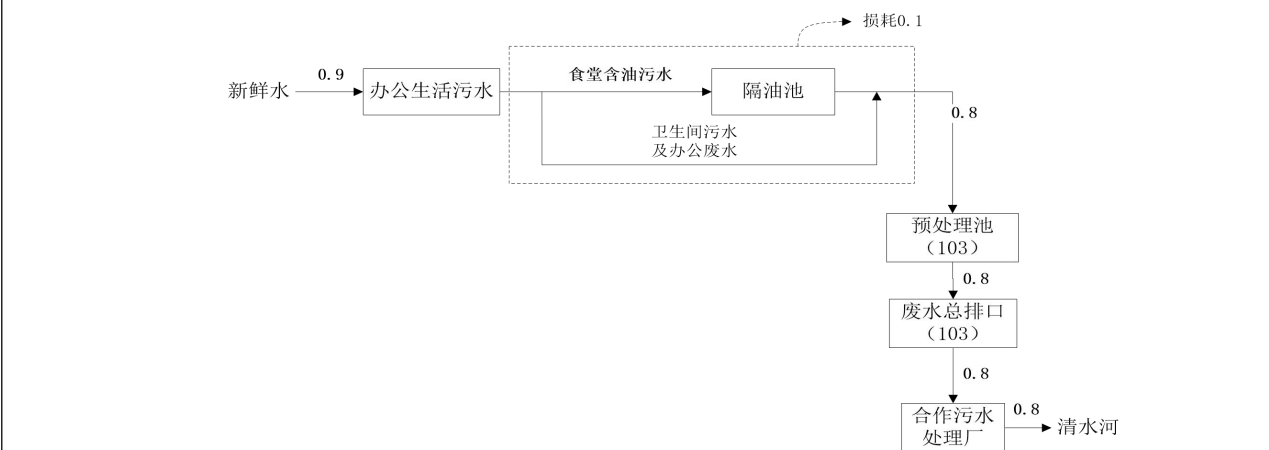 损耗0.1
新鲜水
0.9
办公生活污水
食堂含油污水
隔油池
0.8
卫生间污水
及办公废水
预处理池
（103）
0.8
废水总排口
（103）
0.8
合作污水
处理厂
0.8
清水河